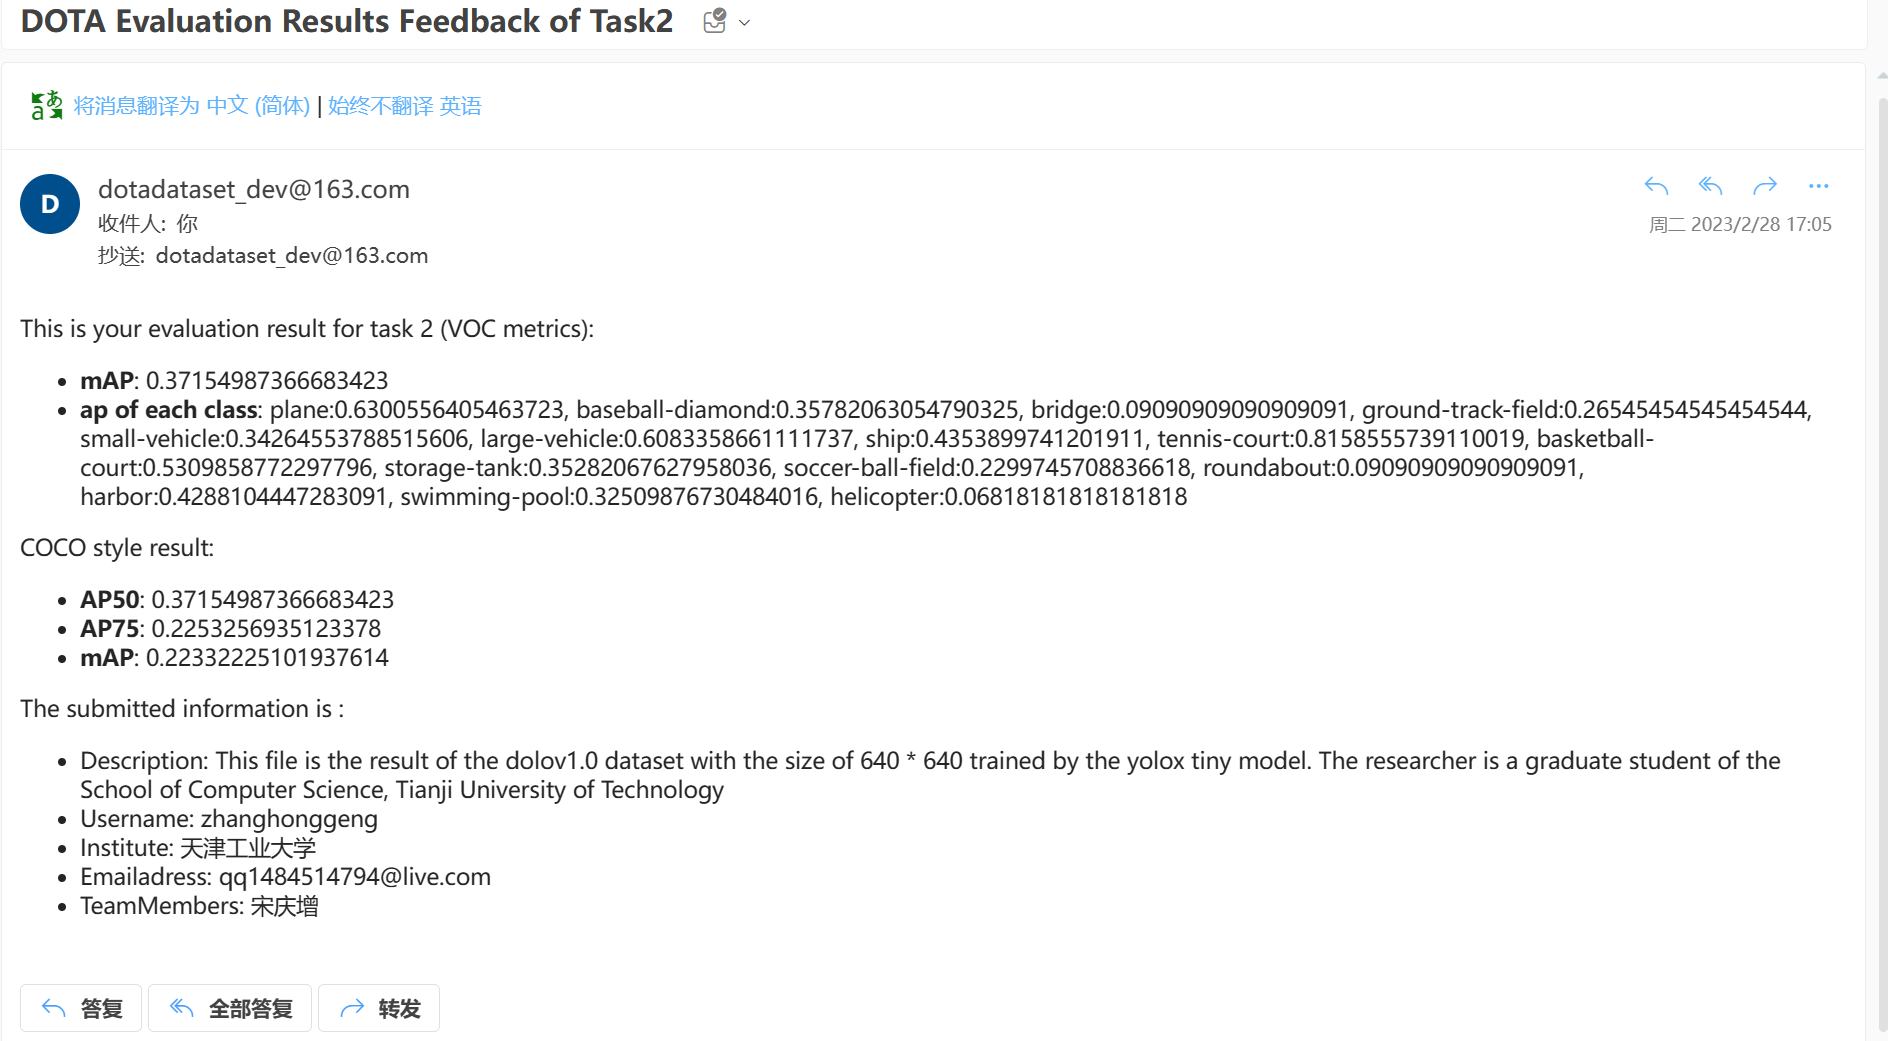 DOTA Evaluation Results Feedback of Task2
将消息翻译为 中文 (简体) | 始终不翻译 英语
D
dotadataset_dev@163.com
收件人: 你
抄送: dotadataset_dev@163.com
周二 2023/2/28 17:05
This is your evaluation result for task 2 (VOC metrics):
• mAP: 0.37154987366683423
• ap of each class: plane:0.6300556405463723, baseball-diamond:0.35782063054790325, bridge:0.09090909090909091, ground-track-field:0.26545454545454544,
small-vehicle:0.34264553788515606, large-vehicle:0.6083358661111737, ship:0.4353899741201911, tennis-court:0.8158555739110019, basketball-
court:0.5309858772297796, storage-tank:0.35282067627958036, soccer-ball-field:0.2299745708836618, roundabout:0.09090909090909091,
harbor:0.4288104447283091, swimming-pool:0.32509876730484016, helicopter:0.06818181818181818
COCO style result:
• AP50: 0.37154987366683423
• AP75: 0.2253256935123378
• mAP: 0.22332225101937614
The submitted information is :
• Description: This file is the result of the dolov1.0 dataset with the size of 640 * 640 trained by the yolox tiny model. The researcher is a graduate student of the
School of Computer Science, Tianji University of Technology
• Username: zhanghonggeng
• Institute: 天津工业大学
• Emailadress: qq1484514794@live.com
• TeamMembers: 宋庆增
答复 全部答复 转发